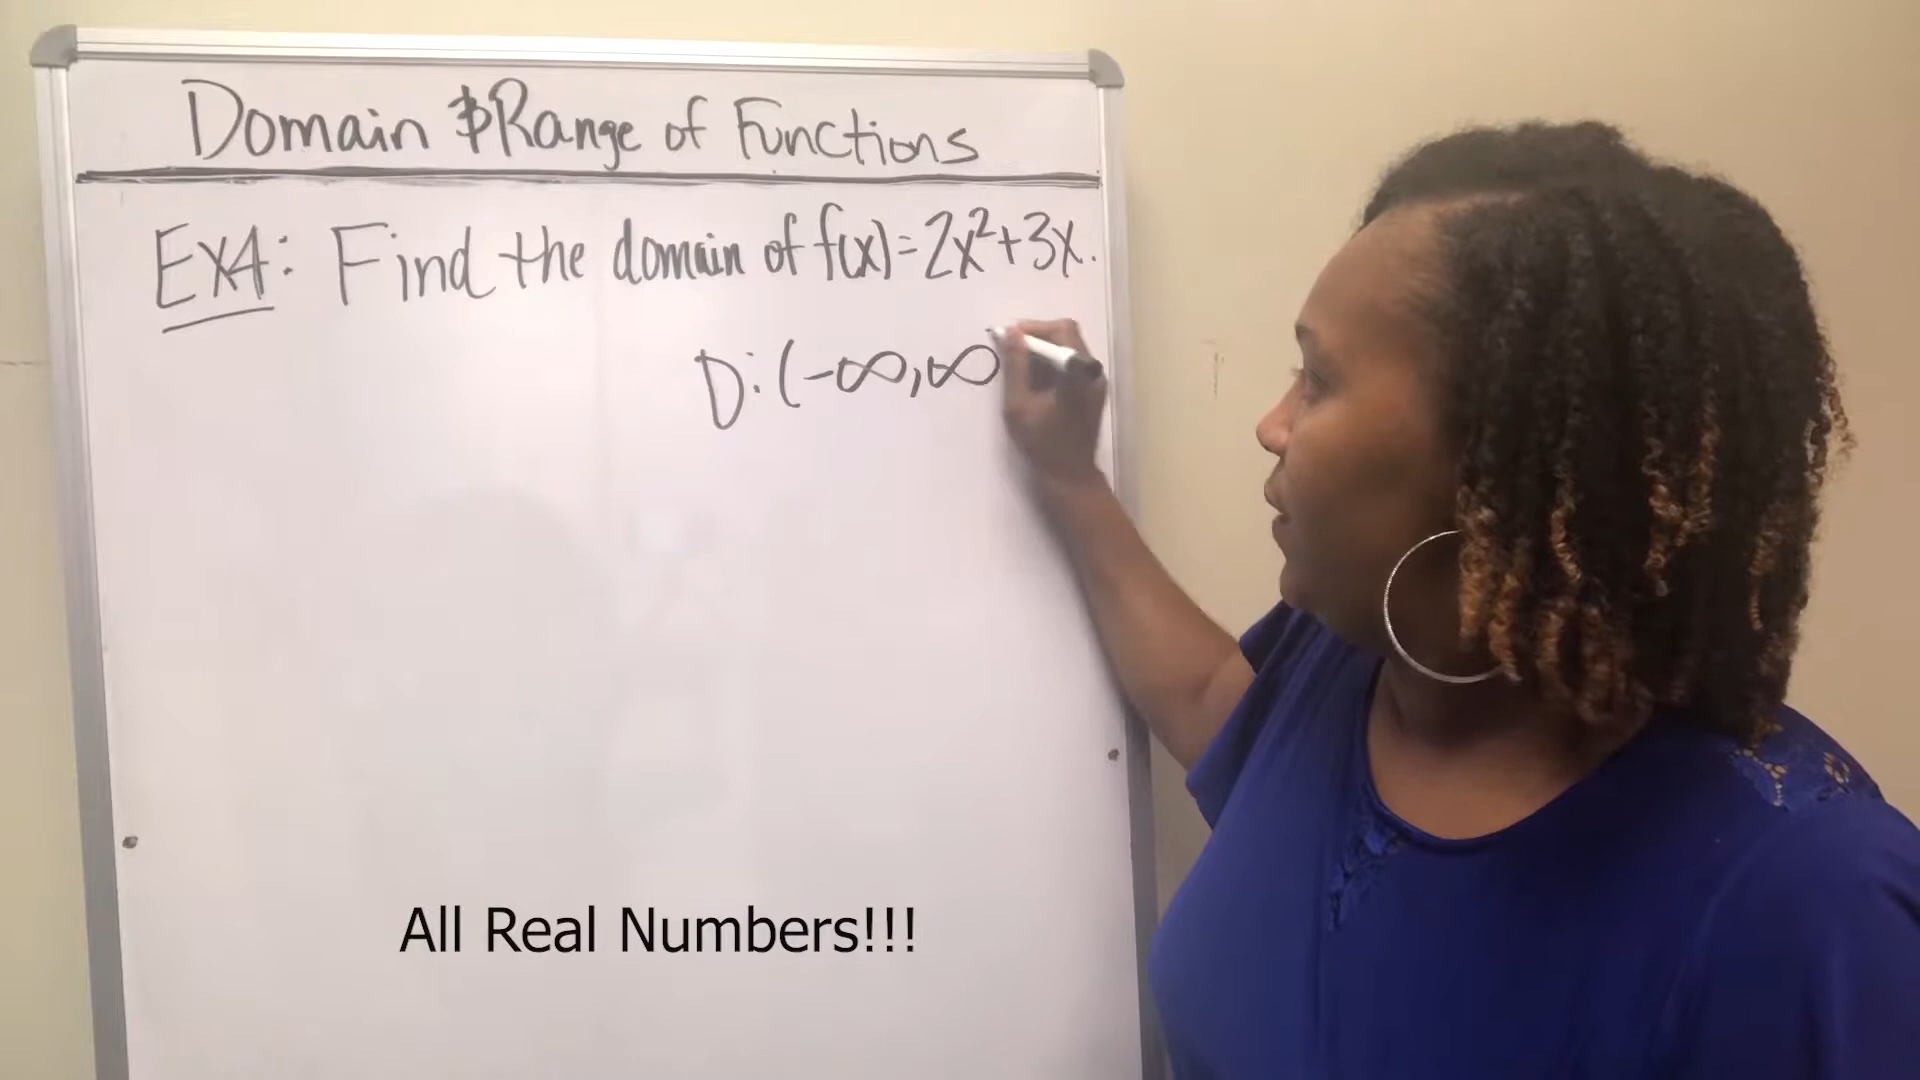 Domain & Range of Functions
EX4: Find the domain of f(x)=2x²+3x.
D: (-∞,∞
All Real Numbers!!!